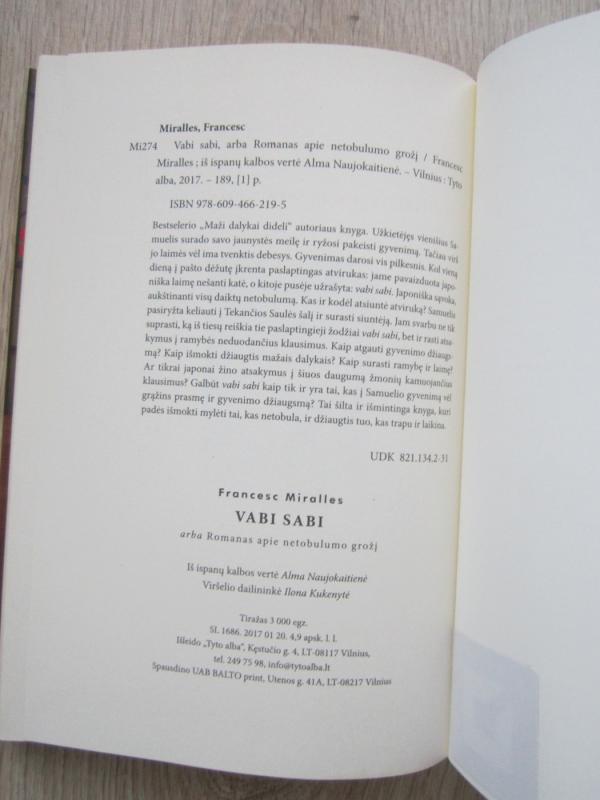 Miralles, Francesc
Mi274 Vabi sabi, arba Romanas apie netobulumo grožį / Francesc
Miralles ; iš ispanų kalbos vertė Alma Naujokaitienė. – Vilnius : Tyto
alba, 2017. – 189, [1] p.
ISBN 978-609-466-219-5
Bestselerio „Maži dalykai dideli“ autoriaus knyga. Užkietėjęs vienišius Sa-
muelis surado savo jaunystės meilę ir ryžosi pakeisti gyvenimą. Tačiau virš
jo laimės vėl ima tvenktis debesys. Gyvenimas darosi vis pilkesnis. Kol vieną
dieną į pašto dėžutę įkrenta paslaptingas atvirukas: jame pavaizduota japo-
niška laimę nešanti katė, o kitoje pusėje užrašyta: vabi sabi. Japoniška sąvoka,
aukštinanti visų daiktų netobulumą. Kas ir kodėl atsiuntė atviruką? Samuelis
pasiryžta keliauti į Tekančios Saulės šalį ir surasti siuntėją. Jam svarbu ne tik
suprasti, ką iš tiesų reiškia tie paslaptingieji žodžiai vabi sabi, bet ir rasti atsa-
kymus į ramybės neduodančius klausimus. Kaip atgauti gyvenimo džiaugs-
mą? Kaip išmokti džiaugtis mažais dalykais? Kaip surasti ramybę ir laimę?
Ar tikrai japonai žino atsakymus į šiuos daugumą žmonių kamuojančius
klausimus? Galbūt vabi sabi kaip tik ir yra tai, kas į Samuelio gyvenimą vėl
grąžins prasmę ir gyvenimo džiaugsmą? Tai šilta ir išmintinga knyga, kuri
padės išmokti mylėti tai, kas netobula, ir džiaugtis tuo, kas trapu ir laikina.
UDK 821.134.2-31
Francesc Miralles
VABI SABI
arba Romanas apie netobulumo grožį
Iš ispanų kalbos vertė Alma Naujokaitienė
Viršelio dailininkė Ilona Kukenytė
Tiražas 3 000 egz.
SL 1686. 2017 01 20. 4,9 apsk. l. l.
Išleido „Tyto alba“, Kęstučio g. 4, LT-08117 Vilnius,
tel. 249 75 98, info@tytoalba.lt
Spausdino UAB BALTO print, Utenos g. 41A, LT-08217 Vilnius